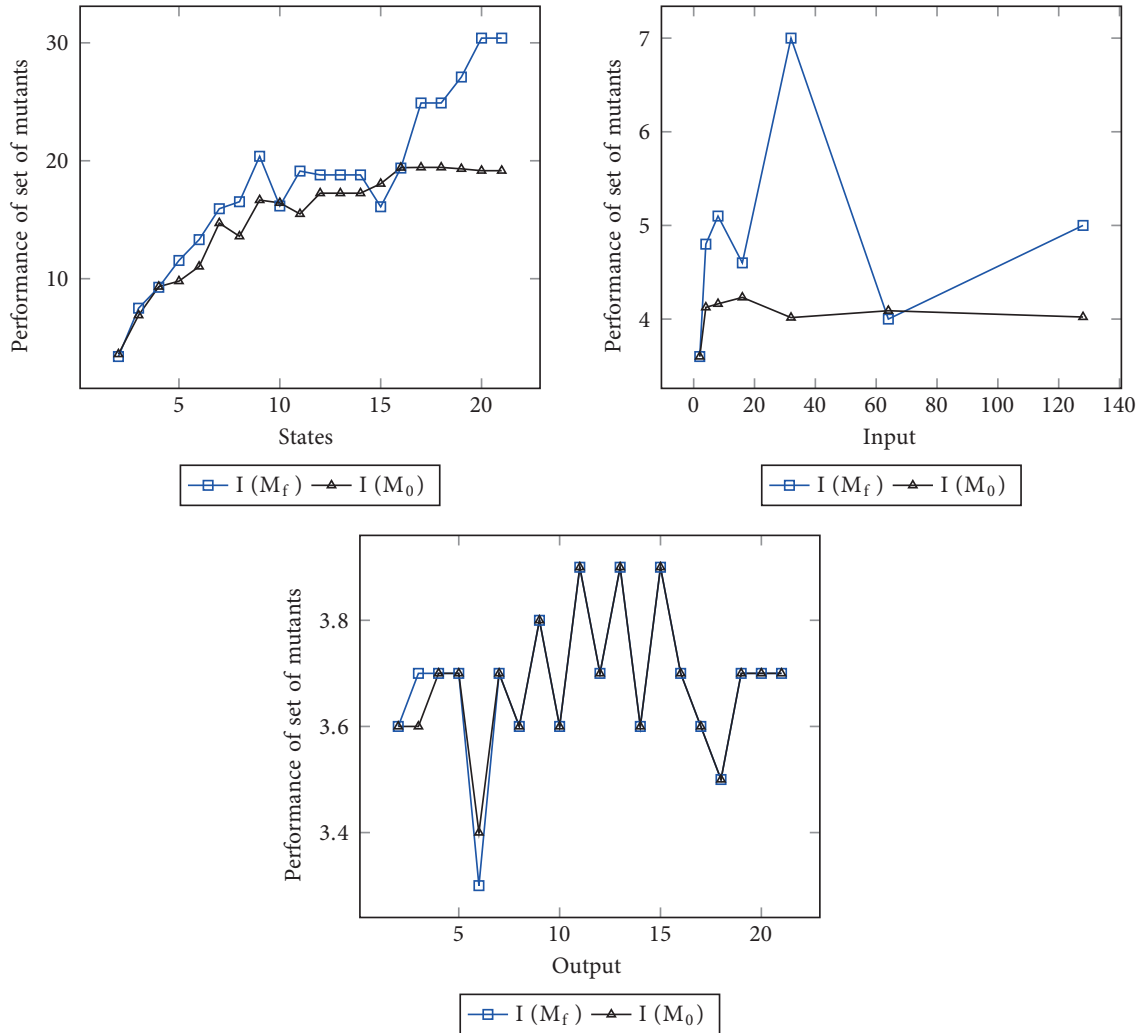 Performance of set of mutants
30
20
10
5
10
15
20
States
I (Mf) I (M0)
Performance of set of mutants
7
6
5
4
0
20
40
60
80
100
120
140
Input
I (Mf) I (M0)
Performance of set of mutants
3.8
3.6
3.4
5
10
15
20
Output
I (Mf) I (M0)